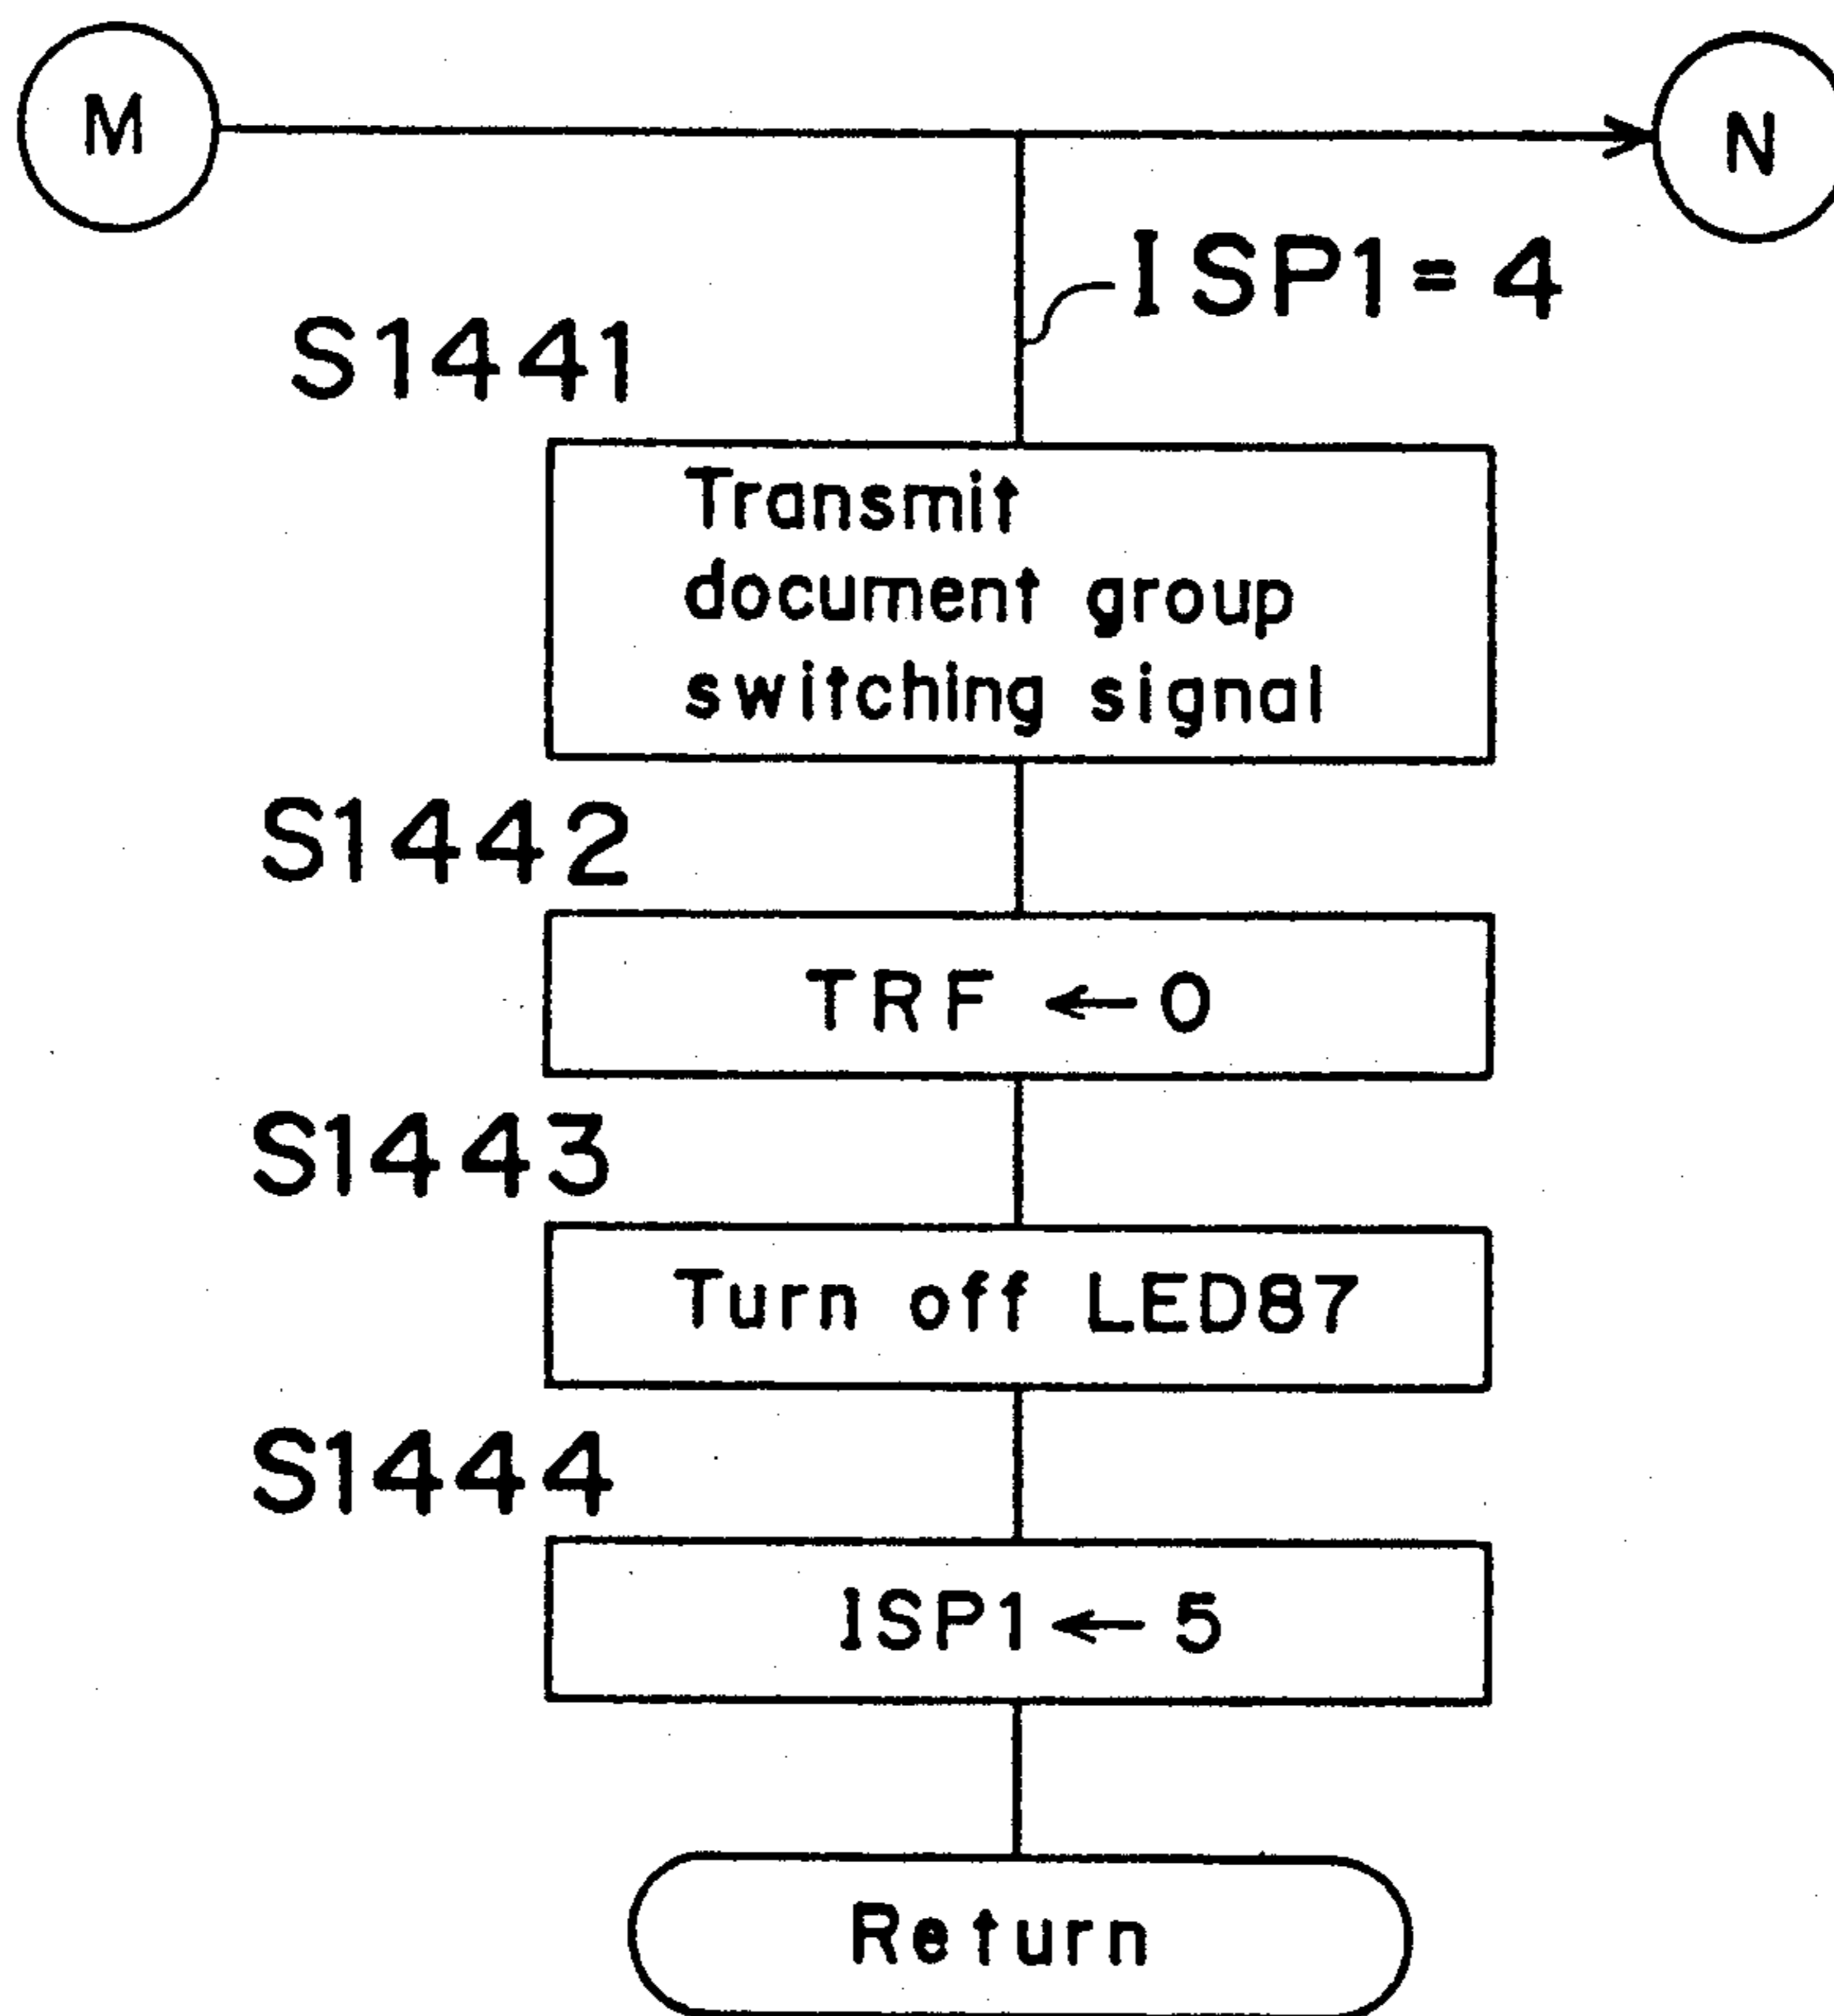 M
N
ISP1=4
S1441
Transmit
document group
switching signal
S1442
TRF ← 0
S1443
Turn off LED87
S1444
ISP1 ← 5
Return